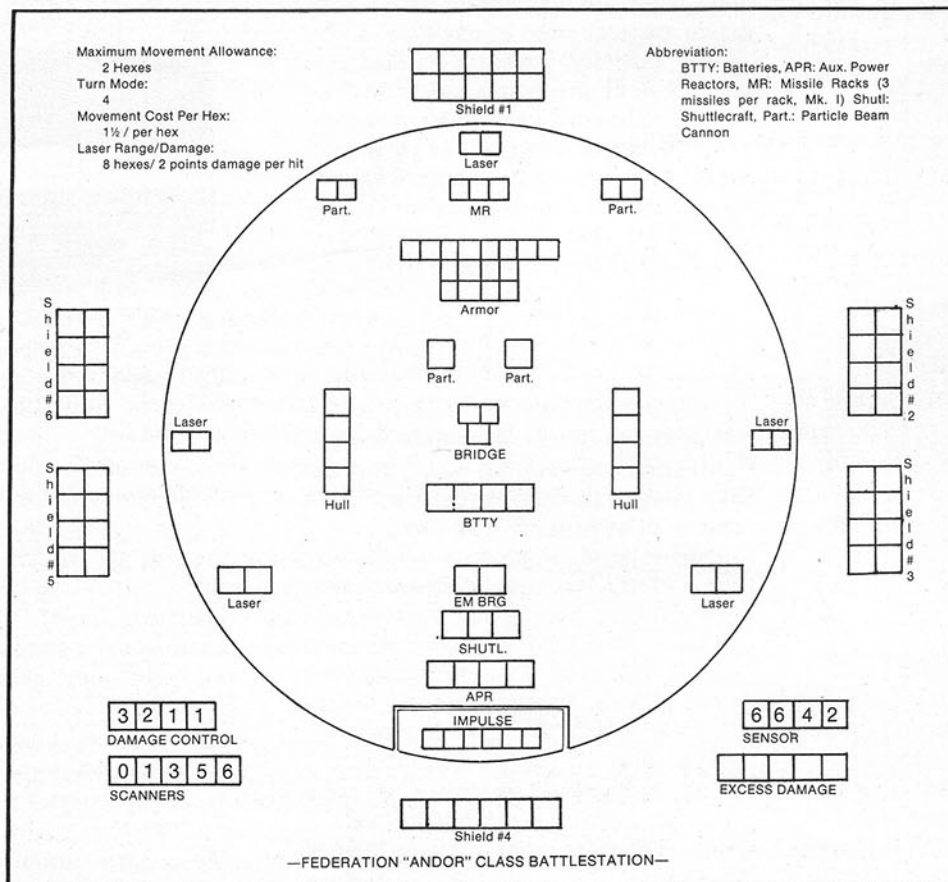 Maximum Movement Allowance:
2 Hexes
Turn Mode:
4
Movement Cost Per Hex:
1½ / per hex
Laser Range/Damage:
8 hexes/ 2 points damage per hit
Abbreviation:
BTTY: Batteries, APR: Aux. Power
Reactors, MR: Missile Racks (3
missiles per rack, Mk. I) Shutl:
Shuttlecraft, Part.: Particle Beam
Cannon
Shield #1
Laser
Part.
MR
Part.
Armor
Shield #6
Part.
Part.
Shield #2
Laser
BRIDGE
Laser
Hull
Hull
BTTY
Shield #5
Shield #3
Laser
EM BRG
Laser
SHUTL.
APR
IMPULSE
3 2 1 1
DAMAGE CONTROL
0 1 3 5 6
SCANNERS
6 6 4 2
SENSOR
EXCESS DAMAGE
Shield #4
—FEDERATION "ANDOR" CLASS BATTLESTATION—